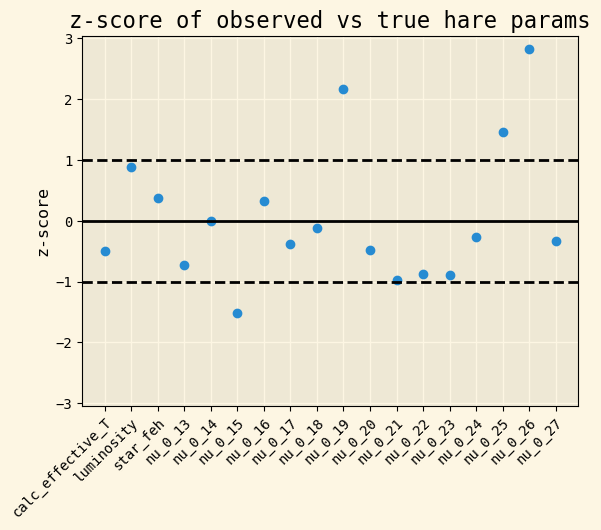 z-score of observed vs true hare params
z-score
3
2
1
0
−1
−2
−3
calc_effective_T
luminosity
star_feh
nu_0_13
nu_0_14
nu_0_15
nu_0_16
nu_0_17
nu_0_18
nu_0_19
nu_0_20
nu_0_21
nu_0_22
nu_0_23
nu_0_24
nu_0_25
nu_0_26
nu_0_27